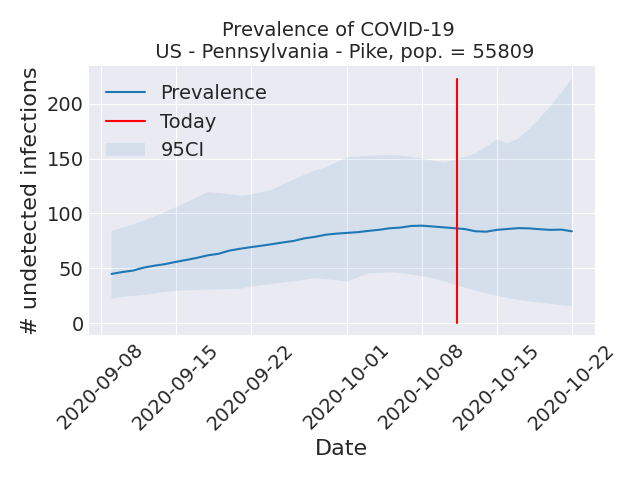 Prevalence of COVID-19
US - Pennsylvania - Pike, pop. = 55809
# undetected infections
200
150
100
50
0
Prevalence
Today
95CI
2020-09-08
2020-09-15
2020-09-22
2020-10-01
2020-10-08
2020-10-15
2020-10-22
Date